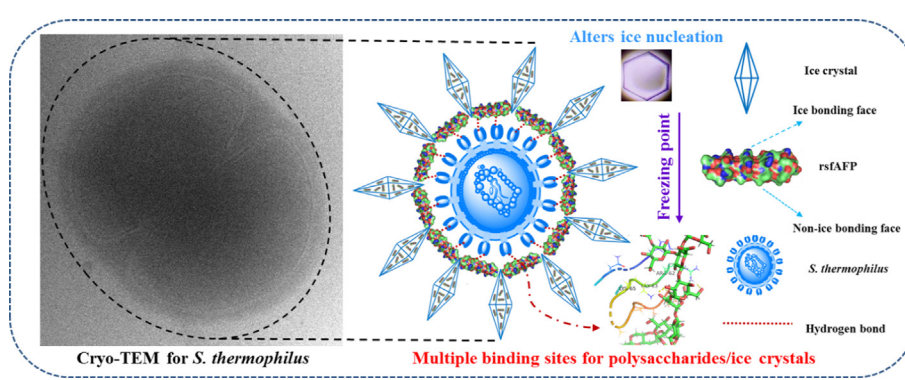 Alters ice nucleation
Ice crystal
Ice bonding face
rsfAFP
Freezing point
Non-ice bonding face
S. thermophilus
Hydrogen bond
Cryo-TEM for S. thermophilus
Multiple binding sites for polysaccharides/ice crystals